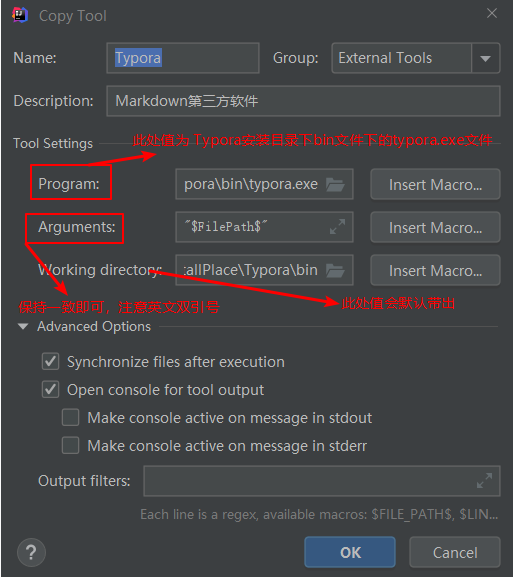 Copy Tool
Name: Typora Group: External Tools
Description: Markdown第三方软件
Tool Settings 此处值为 Typora安装目录下bin文件下的typora.exe文件
Program: pora\bin\typora.exe Insert Macro...
Arguments: "$FilePath$" Insert Macro...
Working directory: :allPlace\Typora\bin Insert Macro...
保持一致即可，注意英文双引号 此处值会默认带出
Advanced Options
Synchronize files after execution
Open console for tool output
Make console active on message in stdout
Make console active on message in stderr
Output filters:
Each line is a regex, available macros: $FILE_PATH$, $LIN...
? OK Cancel